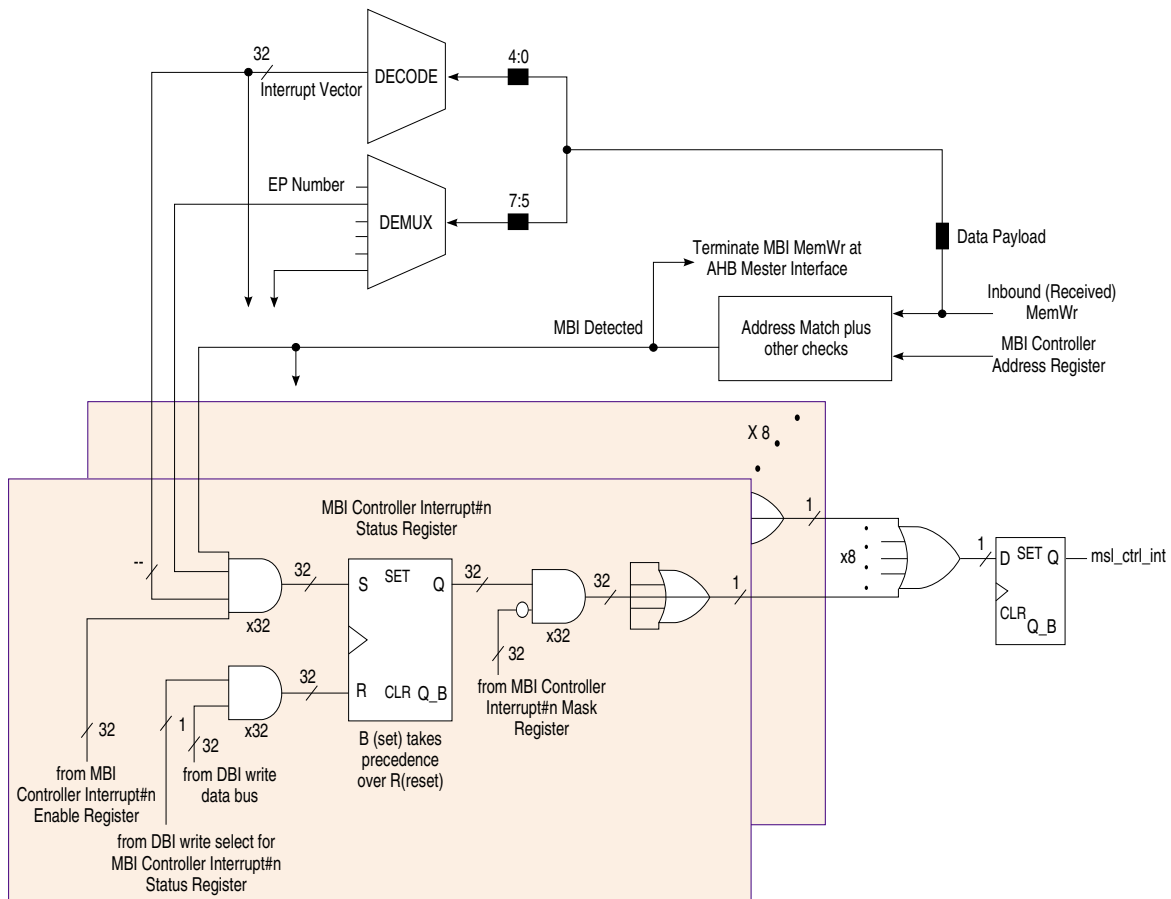 32
DECODE
4:0
Interrupt Vector
EP Number
DEMUX
7:5
Data Payload
Terminate MBI MemWr at
AHB Mester Interface
Inbound (Received)
MemWr
MBI Detected
Address Match plus
other checks
MBI Controller
Address Register
X 8
MBI Controller Interrupt#n
Status Register
1
--
32
S
SET
Q
32
32
1
x8
1
D
SET
Q
msl_ctrl_int
CLR
Q_B
x32
x32
32
from MBI Controller
Interrupt#n Mask
Register
32
R
CLR
Q_B
x32
32
1
32
B (set) takes
precedence
over R(reset)
from MBI
Controller Interrupt#n
Enable Register
from DBI write
data bus
from DBI write select for
MBI Controller Interrupt#n
Status Register